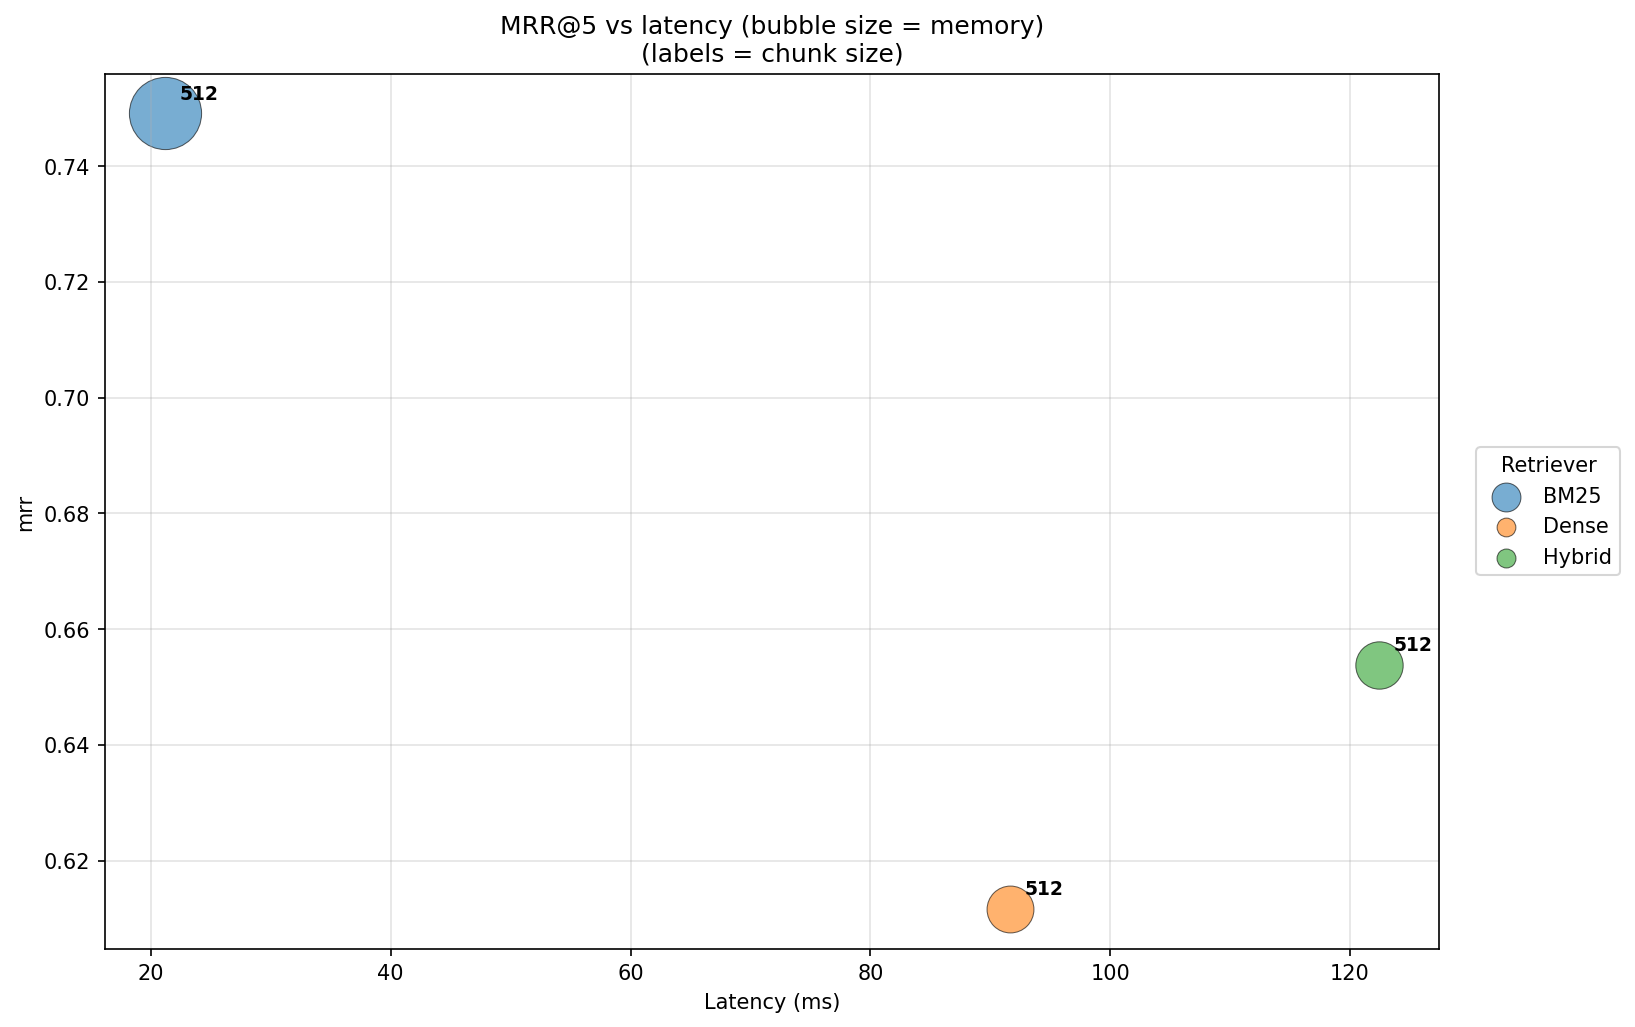 MRR@5 vs latency (bubble size = memory)
(labels = chunk size)
512
0.74
0.72
0.70
0.68
0.66
0.64
0.62
mrr
512
512
Retriever
BM25
Dense
Hybrid
20 40 60 80 100 120
Latency (ms)